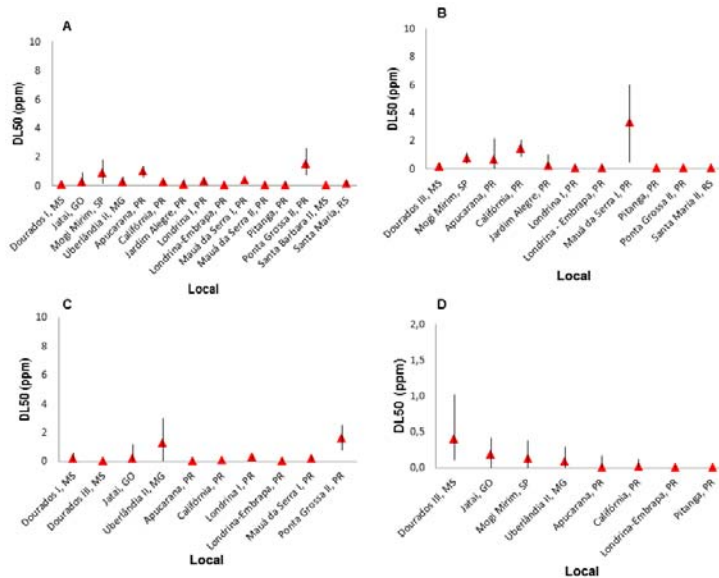 A
DL50 (ppm)
10
8
6
4
2
0
Dourados I, MS
Jataí, GO
Mogi Mirim, SP
Uberlândia II, MG
Apucarana, PR
Califórnia, PR
Jardim Alegre, PR
Londrina I, PR
Londrina-Embrapa, PR
Mauá da Serra I, PR
Mauá da Serra II, PR
Pitanga, PR
Ponta Grossa II, PR
Santa Barbara II, MS
Santa Maria, RS
Local
B
DL50 (ppm)
10
8
6
4
2
0
Dourados III, MS
Mogi Mirim, SP
Apucarana, PR
Califórnia, PR
Jardim Alegre, PR
Londrina I, PR
Londrina - Embrapa, PR
Mauá da Serra I, PR
Pitanga, PR
Ponta Grossa II, PR
Santa Maria II, RS
Local
C
DL50 (ppm)
10
8
6
4
2
0
Dourados I, MS
Dourados III, MS
Jataí, GO
Uberlândia II, MG
Apucarana, PR
Califórnia, PR
Londrina I, PR
Londrina-Embrapa, PR
Mauá da Serra I, PR
Ponta Grossa II, PR
Local
D
DL50 (ppm)
2,0
1,5
1,0
0,5
0,0
Dourados III, MS
Jataí, GO
Mogi Mirim, SP
Uberlândia II, MG
Apucarana, PR
Califórnia, PR
Londrina-Embrapa, PR
Pitanga, PR
Local